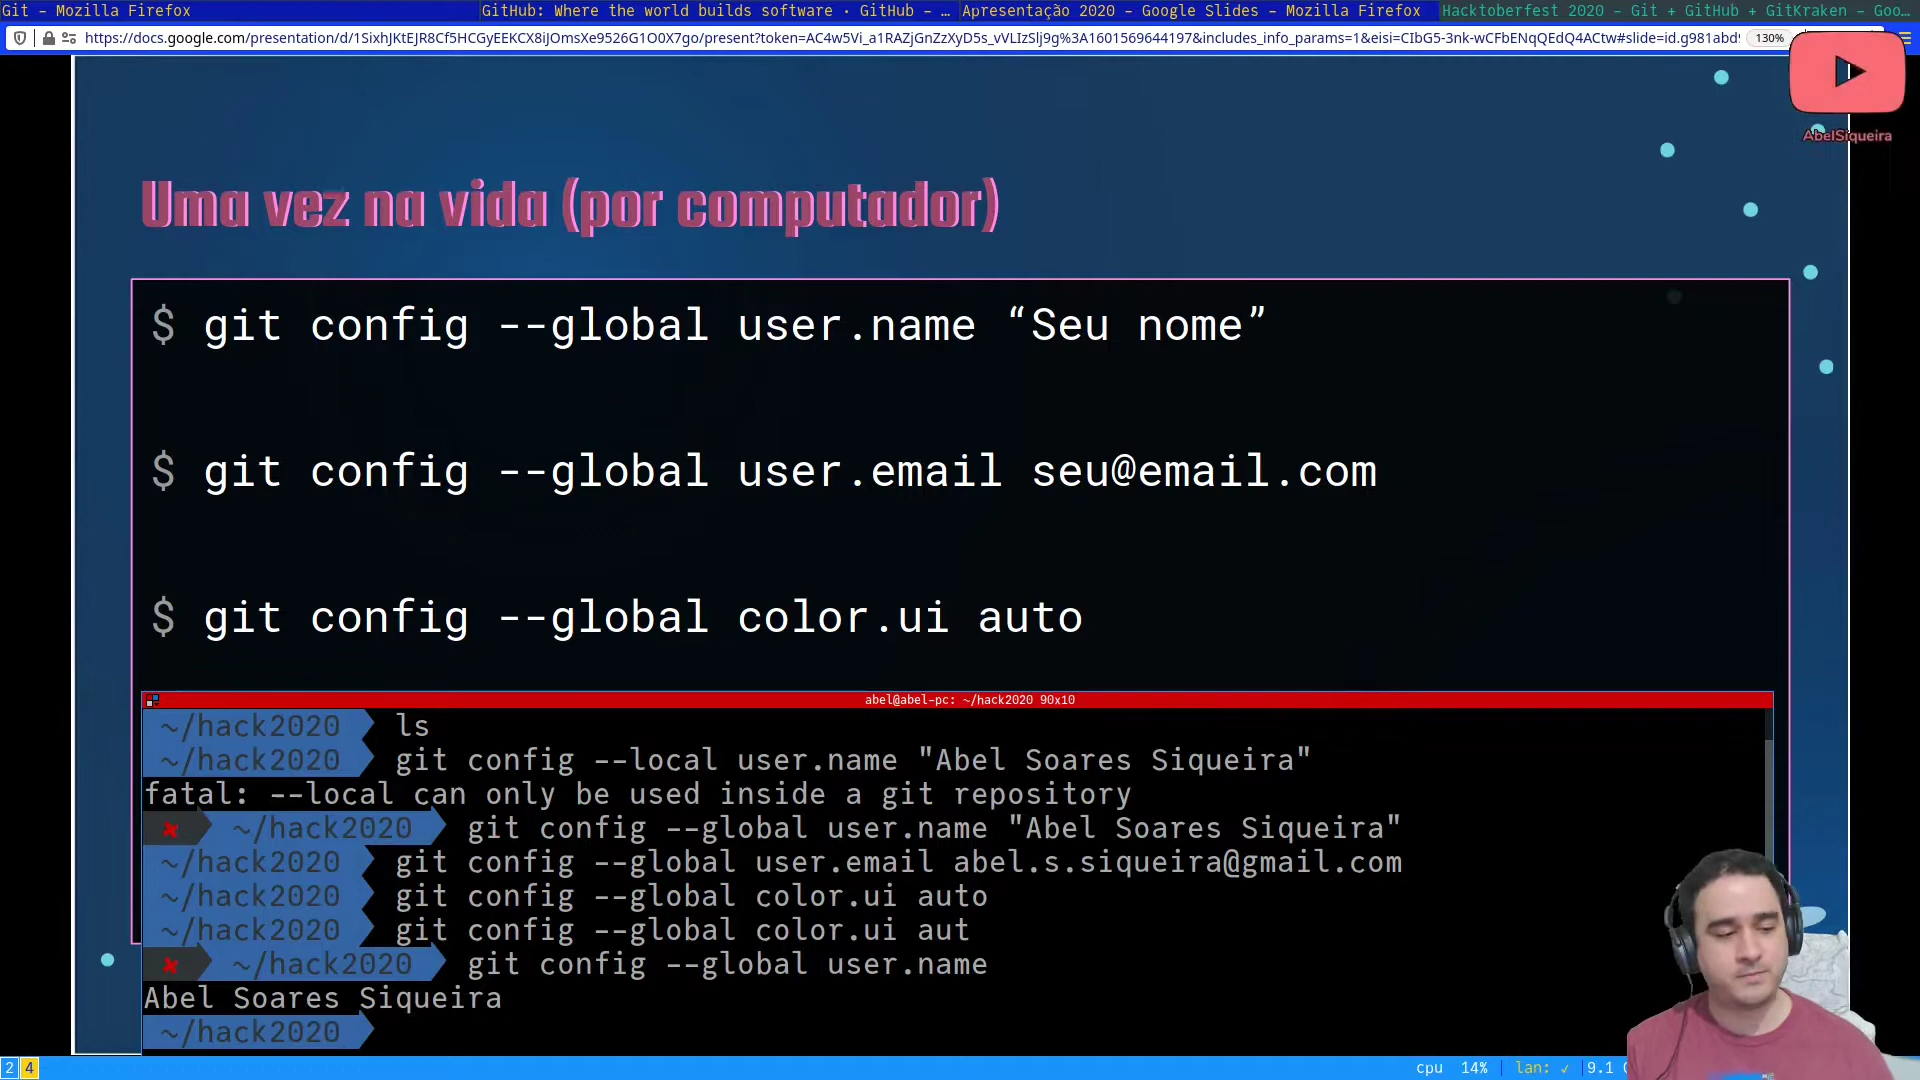 Git - Mozilla Firefox
GitHub: Where the world builds software · GitHub - …
Apresentação 2020 - Google Slides - Mozilla Firefox
Hacktoberfest 2020 - Git + GitHub + GitKraken - Goo…
https://docs.google.com/presentation/d/1SixhJKtEJR8Cf5HCGyEEKCX8iJOmsXe9526G1O0X7go/present?token=AC4w5Vi_a1RAZjGnZzXyD5s_vVLIzSlj9g%3A1601569644197&includes_info_params=1&eisi=CIbG5-3nk-wCFbENqQEdQ4ACtw#slide=id.g981abd9
130%
AbelSiqueira
Uma vez na vida (por computador)
$ git config --global user.name “Seu nome”
$ git config --global user.email seu@email.com
$ git config --global color.ui auto
abel@abel-pc: ~/hack2020 90x10
~/hack2020 ls
~/hack2020 git config --local user.name "Abel Soares Siqueira"
fatal: --local can only be used inside a git repository
✘ ~/hack2020 git config --global user.name "Abel Soares Siqueira"
~/hack2020 git config --global user.email abel.s.siqueira@gmail.com
~/hack2020 git config --global color.ui auto
~/hack2020 git config --global color.ui aut
✘ ~/hack2020 git config --global user.name
Abel Soares Siqueira
~/hack2020
2 4
cpu 14% lan: ✓ 9.1